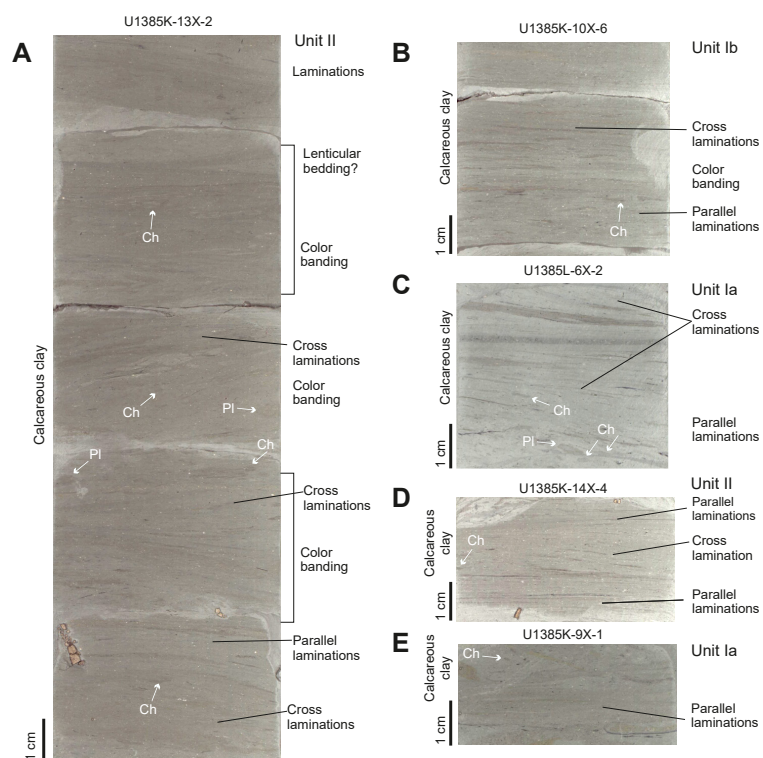 U1385K-13X-2
A
Unit II
Laminations
Lenticular
bedding?
Ch
Color
banding
Cross
laminations
Color
banding
Ch
Pl
Ch
Pl
Cross
laminations
Color
banding
Parallel
laminations
Ch
Cross
laminations
Calcareous clay
1 cm
U1385K-10X-6
B
Unit Ib
Calcareous clay
Cross
laminations
Color
banding
Parallel
laminations
Ch
1 cm
U1385L-6X-2
C
Unit Ia
Calcareous clay
Cross
laminations
Ch
Ch
Pl
Parallel
laminations
1 cm
U1385K-14X-4
D
Unit II
Calcareous
clay
Parallel
laminations
Ch
Cross
lamination
Parallel
laminations
1 cm
U1385K-9X-1
E
Unit Ia
Calcareous
clay
Ch
Parallel
laminations
1 cm